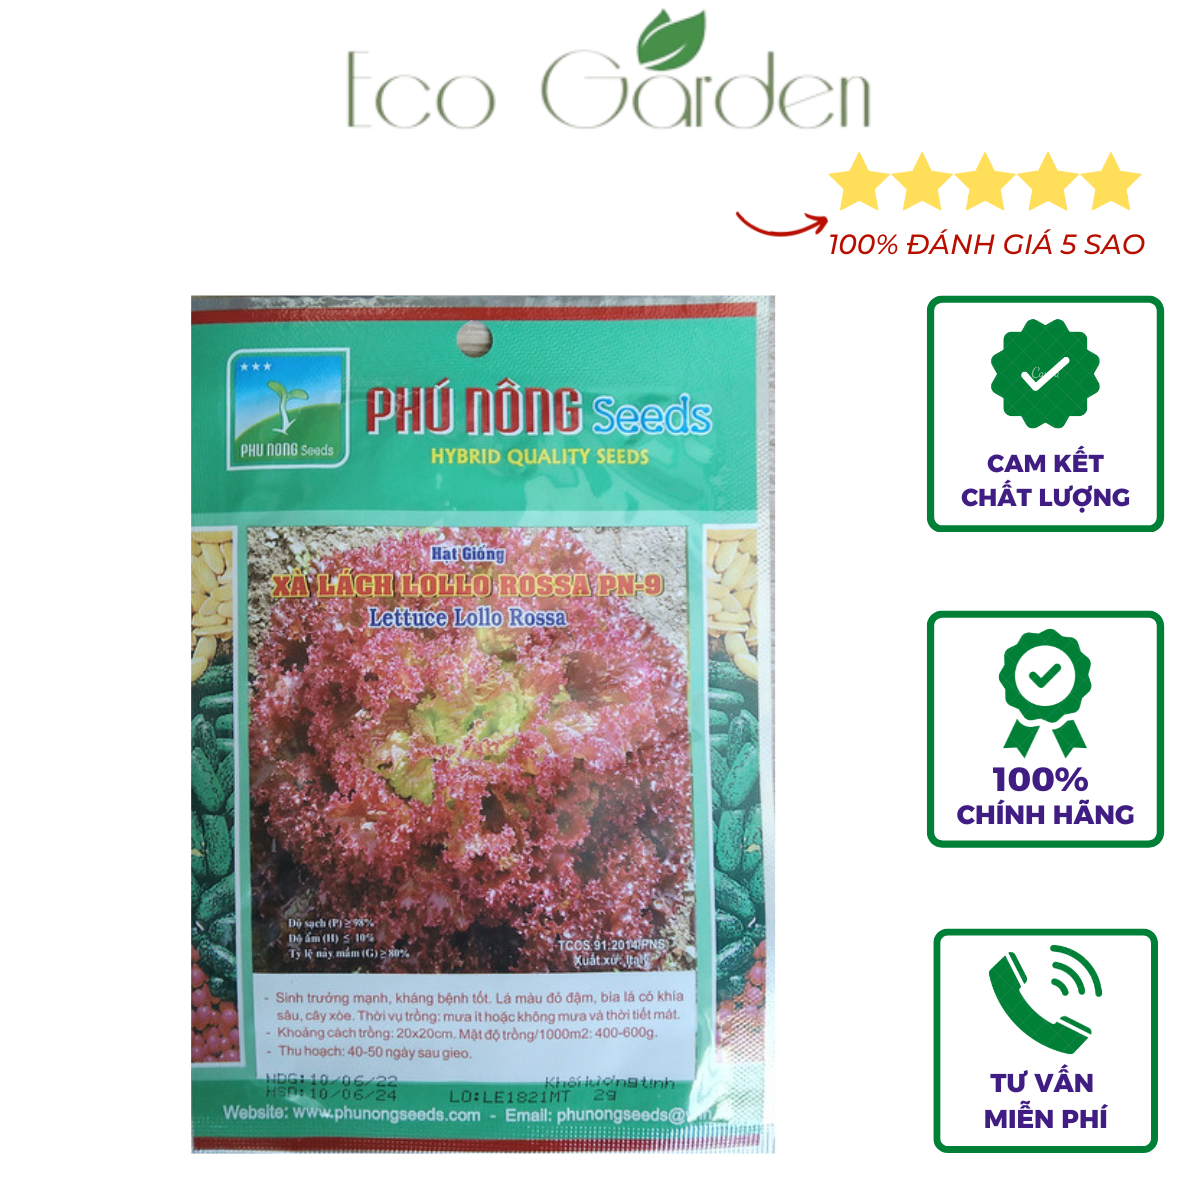 Eco Garden
100% ĐÁNH GIÁ 5 SAO
PHÚ NÔNG Seeds
PHU NONG Seeds
HYBRID QUALITY SEEDS
CAM KẾT
CHẤT LƯỢNG
Hạt Giống
XÀ LÁCH LOLLO ROSSA PN-9
Lettuce Lollo Rossa
100%
CHÍNH HÃNG
Độ sạch (P) ≥ 98%
Độ ẩm (H) ≤ 10%
Tỷ lệ nảy mầm (G) ≥ 80%
TCCS 91:2014/PNS
Xuất xứ: Italy
- Sinh trưởng mạnh, kháng bệnh tốt. Lá màu đỏ đậm, bìa lá có khía
sâu, cây xòe. Thời vụ trồng: mưa ít hoặc không mưa và thời tiết mát.
- Khoảng cách trồng: 20x20cm. Mật độ trồng/1000m2: 400-600g.
- Thu hoạch: 40-50 ngày sau gieo.
NDG:10/06/22
HSD:10/06/24
LO:LE1821MT
Khối lượng tịnh
2g
Website: www.phunongseeds.com - Email: phunongseeds@
TƯ VẤN
MIỄN PHÍ